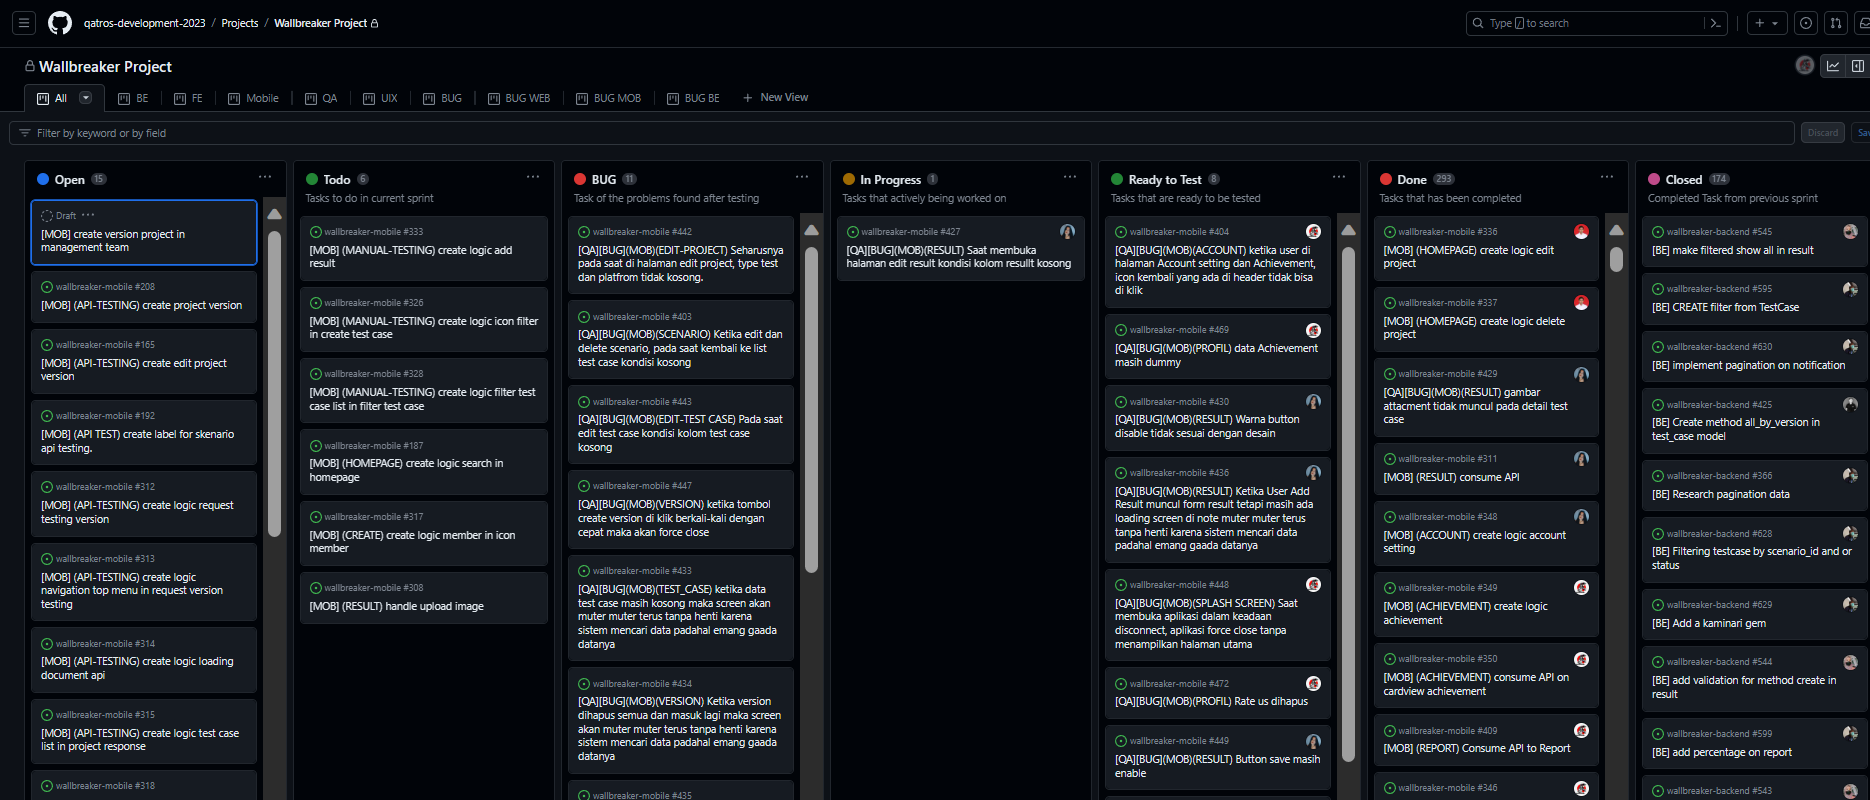 qatros-development-2023 / Projects / Wallbreaker Project
Type / to search
Wallbreaker Project
All
BE
FE
Mobile
QA
UIX
BUG
BUG WEB
BUG MOB
BUG BE
New View
Filter by keyword or by field
Discard
Open 15
Draft
[MOB] create version project in
management team
wallbreaker-mobile #208
[MOB] (API-TESTING) create project version
wallbreaker-mobile #165
[MOB] (API-TESTING) create edit project
version
wallbreaker-mobile #192
[MOB] (API TEST) create label for skenario
api testing.
wallbreaker-mobile #312
[MOB] (API-TESTING) create logic request
testing version
wallbreaker-mobile #313
[MOB] (API-TESTING) create logic
navigation top menu in request version
testing
wallbreaker-mobile #314
[MOB] (API-TESTING) create logic loading
document api
wallbreaker-mobile #315
[MOB] (API-TESTING) create logic test case
list in project response
wallbreaker-mobile #318
Todo 6
Tasks to do in current sprint
wallbreaker-mobile #333
[MOB] (MANUAL-TESTING) create logic add
result
wallbreaker-mobile #326
[MOB] (MANUAL-TESTING) create logic icon filter
in create test case
wallbreaker-mobile #328
[MOB] (MANUAL-TESTING) create logic filter test
case list in filter test case
wallbreaker-mobile #187
[MOB] (HOMEPAGE) create logic search in
homepage
wallbreaker-mobile #317
[MOB] (CREATE) create logic member in icon
member
wallbreaker-mobile #308
[MOB] (RESULT) handle upload image
BUG 11
Task of the problems found after testing
wallbreaker-mobile #442
[QA][BUG](MOB)(EDIT-PROJECT) Seharusnya
pada saat di halaman edit project, type test
dan platfrom tidak kosong.
wallbreaker-mobile #403
[QA][BUG](MOB)(SCENARIO) Ketika edit dan
delete scenario, pada saat kembali ke list
test case kondisi kosong
wallbreaker-mobile #443
[QA][BUG](MOB)(EDIT-TEST CASE) Pada saat
edit test case kondisi kolom test case
kosong
wallbreaker-mobile #447
[QA][BUG](MOB)(VERSION) ketika tombol
create version di klik berkali-kali dengan
cepat maka akan force close
wallbreaker-mobile #433
[QA][BUG](MOB)(TEST_CASE) ketika data
test case masih kosong maka screen akan
muter muter terus tanpa henti karena
sistem mencari data padahal emang gaada
datanya
wallbreaker-mobile #434
[QA][BUG](MOB)(VERSION) Ketika version
dihapus semua dan masuk lagi maka screen
akan muter muter terus tanpa henti karena
sistem mencari data padahal emang gaada
datanya
wallbreaker-mobile #435
In Progress 1
Tasks that actively being worked on
wallbreaker-mobile #427
[QA][BUG](MOB)(RESULT) Saat membuka
halaman edit result kondisi kolom resullt kosong
Ready to Test 8
Tasks that are ready to be tested
wallbreaker-mobile #404
[QA][BUG](MOB)(ACCOUNT) ketika user di
halaman Account setting dan Achievement,
icon kembali yang ada di header tidak bisa
di klik
wallbreaker-mobile #469
[QA][BUG](MOB)(PROFIL) data Achievement
masih dummy
wallbreaker-mobile #430
[QA][BUG](MOB)(RESULT) Warna button
disable tidak sesuai dengan desain
wallbreaker-mobile #436
[QA][BUG](MOB)(RESULT) Ketika User Add
Result muncul form result tetapi masih ada
loading screen di note muter muter terus
tanpa henti karena sistem mencari data
padahal emang gaada datanya
wallbreaker-mobile #448
[QA][BUG](MOB)(SPLASH SCREEN) Saat
membuka aplikasi dalam keadaan
disconnect, aplikasi force close tanpa
menampilkan halaman utama
wallbreaker-mobile #472
[QA][BUG](MOB)(PROFIL) Rate us dihapus
wallbreaker-mobile #449
[QA][BUG](MOB)(RESULT) Button save masih
enable
Done 293
Tasks that has been completed
wallbreaker-mobile #336
[MOB] (HOMEPAGE) create logic edit
project
wallbreaker-mobile #337
[MOB] (HOMEPAGE) create logic delete
project
wallbreaker-mobile #429
[QA][BUG](MOB)(RESULT) gambar
attacment tidak muncul pada detail test
case
wallbreaker-mobile #311
[MOB] (RESULT) consume API
wallbreaker-mobile #348
[MOB] (ACCOUNT) create logic account
setting
wallbreaker-mobile #349
[MOB] (ACHIEVEMENT) create logic
achievement
wallbreaker-mobile #350
[MOB] (ACHIEVEMENT) consume API on
cardview achievement
wallbreaker-mobile #409
[MOB] (REPORT) Consume API to Report
wallbreaker-mobile #346
Closed 174
Completed Task from previous sprint
wallbreaker-backend #545
[BE] make filtered show all in result
wallbreaker-backend #595
[BE] CREATE filter from TestCase
wallbreaker-backend #630
[BE] implement pagination on notification
wallbreaker-backend #425
[BE] Create method all_by_version in
test_case model
wallbreaker-backend #366
[BE] Research pagination data
wallbreaker-backend #628
[BE] Filtering testcase by scenario_id and or
status
wallbreaker-backend #629
[BE] Add a kaminari gem
wallbreaker-backend #544
[BE] add validation for method create in
result
wallbreaker-backend #599
[BE] add percentage on report
wallbreaker-backend #543